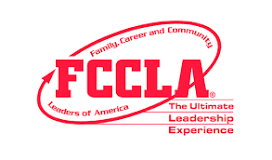 Family, Career and Community
FCCLA®
Leaders of America
The Ultimate
Leadership
Experience